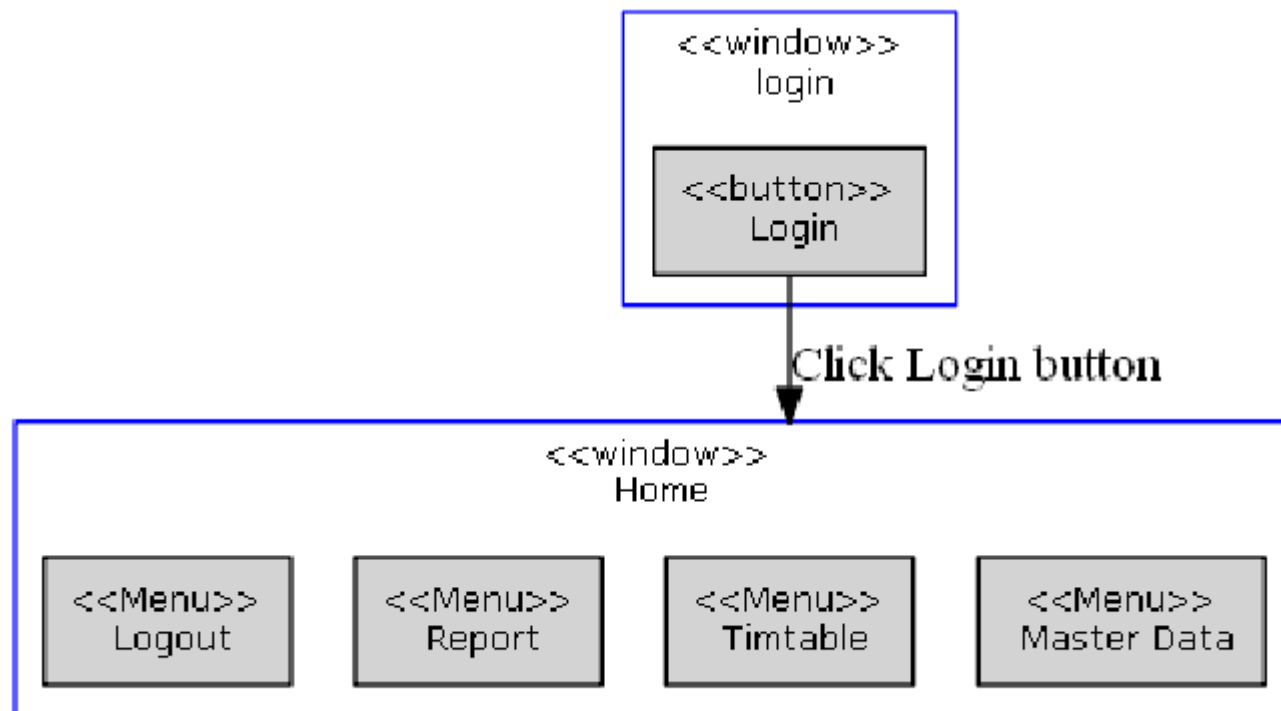 <<window>>
login
<<button>>
Login
Click Login button
<<window>>
Home
<<Menu>>
Logout
<<Menu>>
Report
<<Menu>>
Timtable
<<Menu>>
Master Data